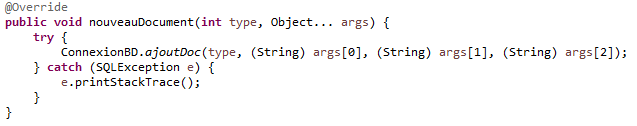 @Override
public void nouveauDocument(int type, Object... args) {
    try {
        ConnexionBD.ajoutDoc(type, (String) args[0], (String) args[1], (String) args[2]);
    } catch (SQLException e) {
        e.printStackTrace();
    }
}